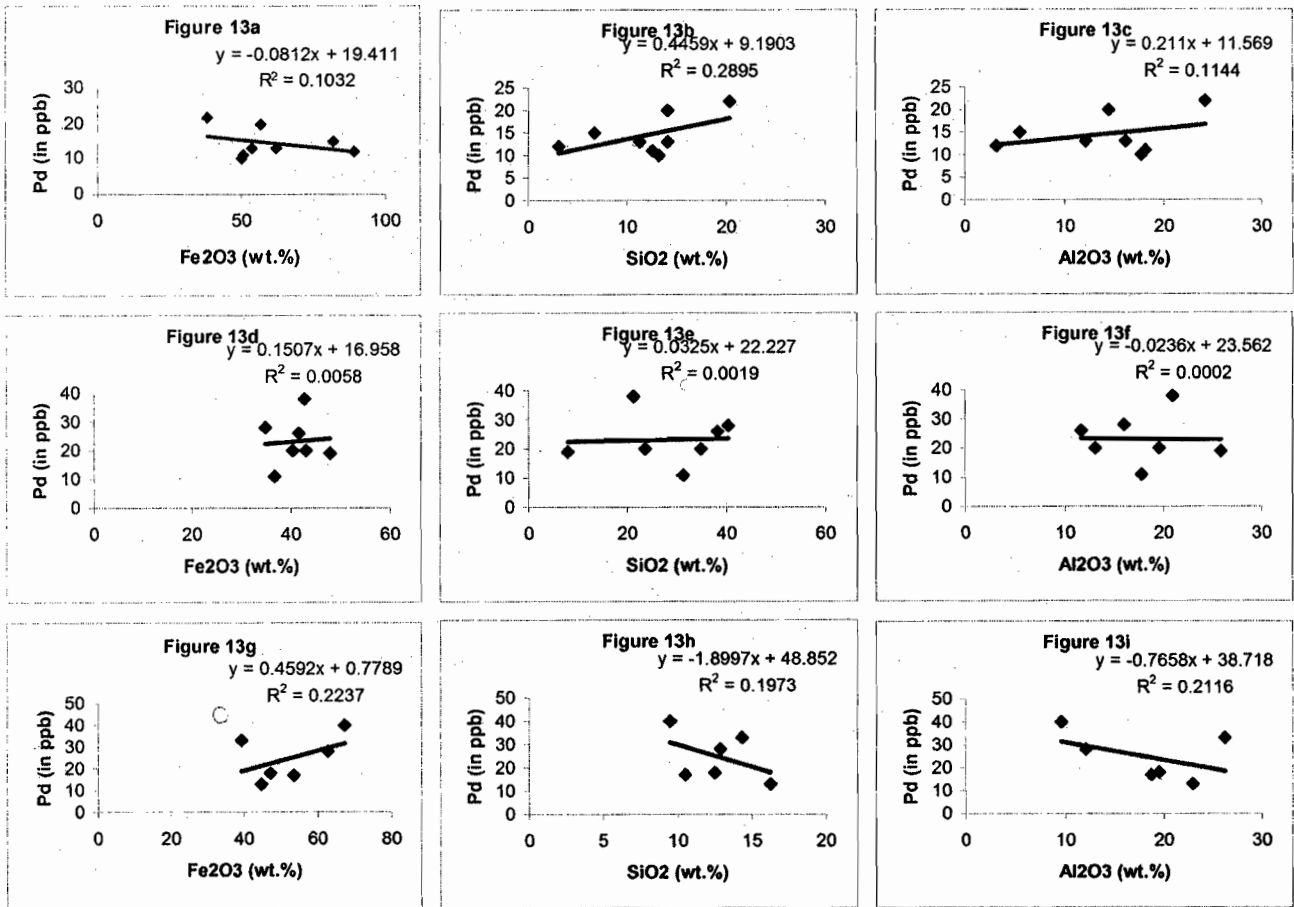 Figure 13a
y = -0.0812x + 19.411
R² = 0.1032
30
20
10
0
0 50 100
Pd (in ppb)
Fe2O3 (wt.%)
Figure 13b
y = 0.4459x + 9.1903
R² = 0.2895
25
20
15
10
5
0
0 10 20 30
Pd (in ppb)
SiO2 (wt.%)
Figure 13c
y = 0.211x + 11.569
R² = 0.1144
25
20
15
10
5
0
0 10 20 30
Pd (in ppb)
Al2O3 (wt.%)
Figure 13d
y = 0.1507x + 16.958
R² = 0.0058
40
30
20
10
0
0 20 40 60
Pd (in ppb)
Fe2O3 (wt.%)
Figure 13e
y = 0.0325x + 22.227
R² = 0.0019
40
30
20
10
0
0 20 40 60
Pd (in ppb)
SiO2 (wt.%)
Figure 13f
y = -0.0236x + 23.562
R² = 0.0002
40
30
20
10
0
0 10 20 30
Pd (in ppb)
Al2O3 (wt.%)
Figure 13g
y = 0.4592x + 0.7789
R² = 0.2237
50
40
30
20
10
0
0 20 40 60 80
Pd (in ppb)
Fe2O3 (wt.%)
Figure 13h
y = -1.8997x + 48.852
R² = 0.1973
50
40
30
20
10
0
0 5 10 15 20
Pd (in ppb)
SiO2 (wt.%)
Figure 13i
y = -0.7658x + 38.718
R² = 0.2116
50
40
30
20
10
0
0 10 20 30
Pd (in ppb)
Al2O3 (wt.%)